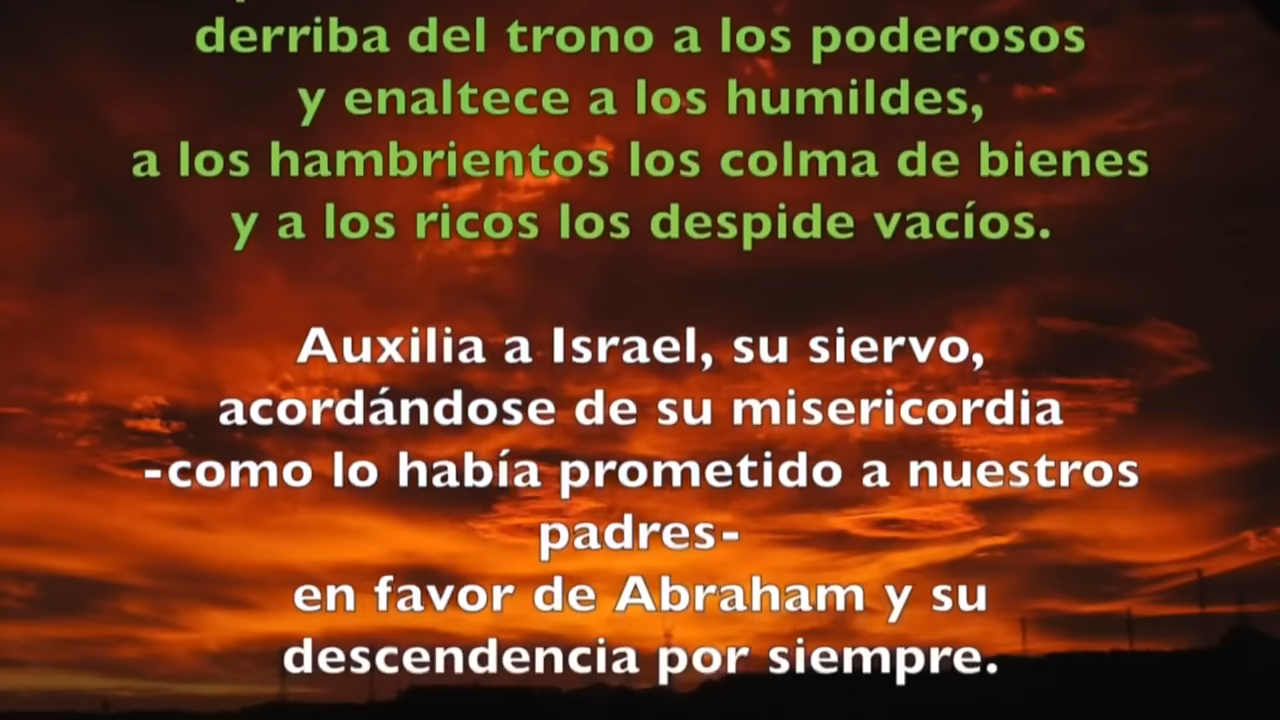 derriba del trono a los poderosos
y enaltece a los humildes,
a los hambrientos los colma de bienes
y a los ricos los despide vacíos.
Auxilia a Israel, su siervo,
acordándose de su misericordia
-como lo había prometido a nuestros
padres-
en favor de Abraham y su
descendencia por siempre.